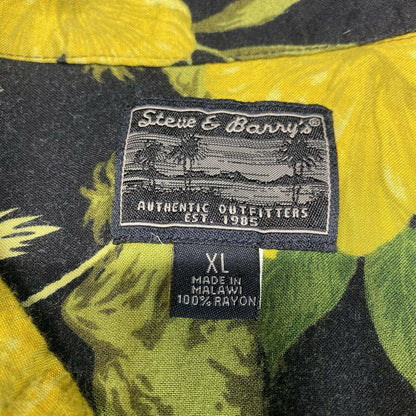 Steve & Barry's®
AUTHENTIC OUTFITTERS
EST. 1985
XL
MADE IN
MALAWI
100% RAYON